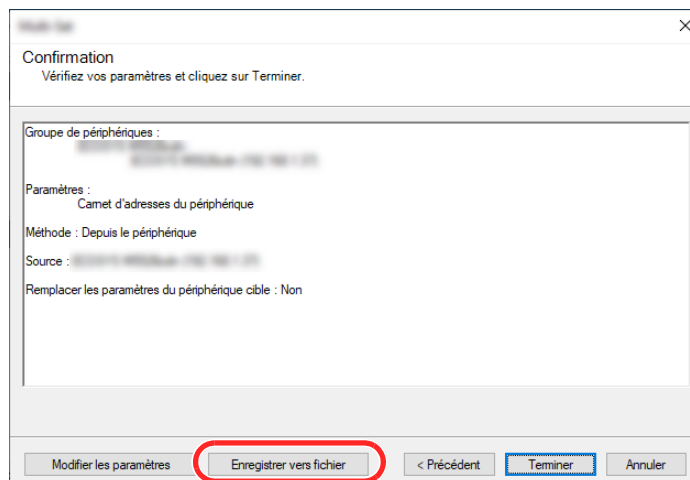 Confirmation
Vérifiez vos paramètres et cliquez sur Terminer.
Groupe de périphériques :
Paramètres :
Carnet d'adresses du périphérique
Méthode : Depuis le périphérique
Source :
Remplacer les paramètres du périphérique cible : Non
Modifier les paramètres
Enregistrer vers fichier
< Précédent
Terminer
Annuler